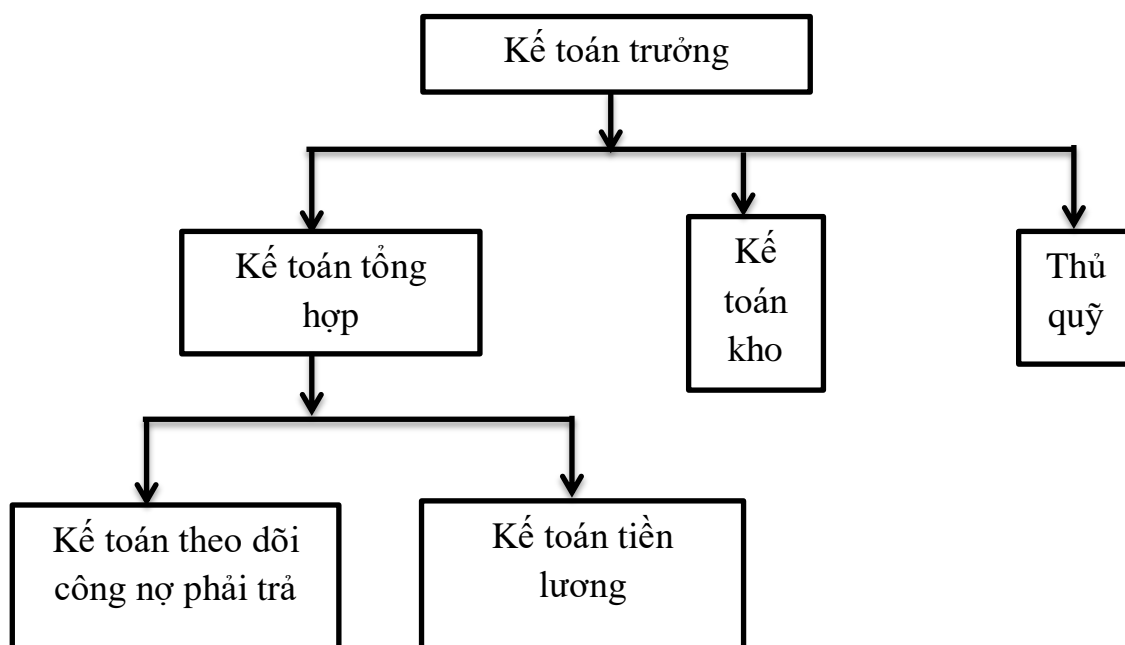 Kế toán trưởng
Kế toán tổng
hợp
Kế
toán
kho
Thủ
quỹ
Kế toán theo dõi
công nợ phải trả
Kế toán tiền
lương